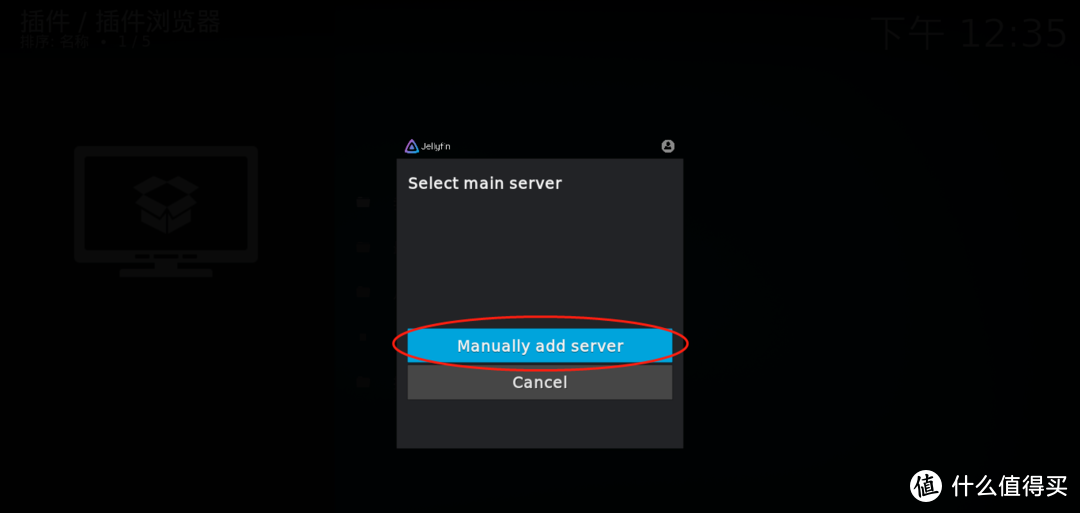 插件 / 插件浏览器
排序: 名称 • 1 / 5
下午 12:35
Jellyfin
Select main server
Manually add server
Cancel
值 什么值得买